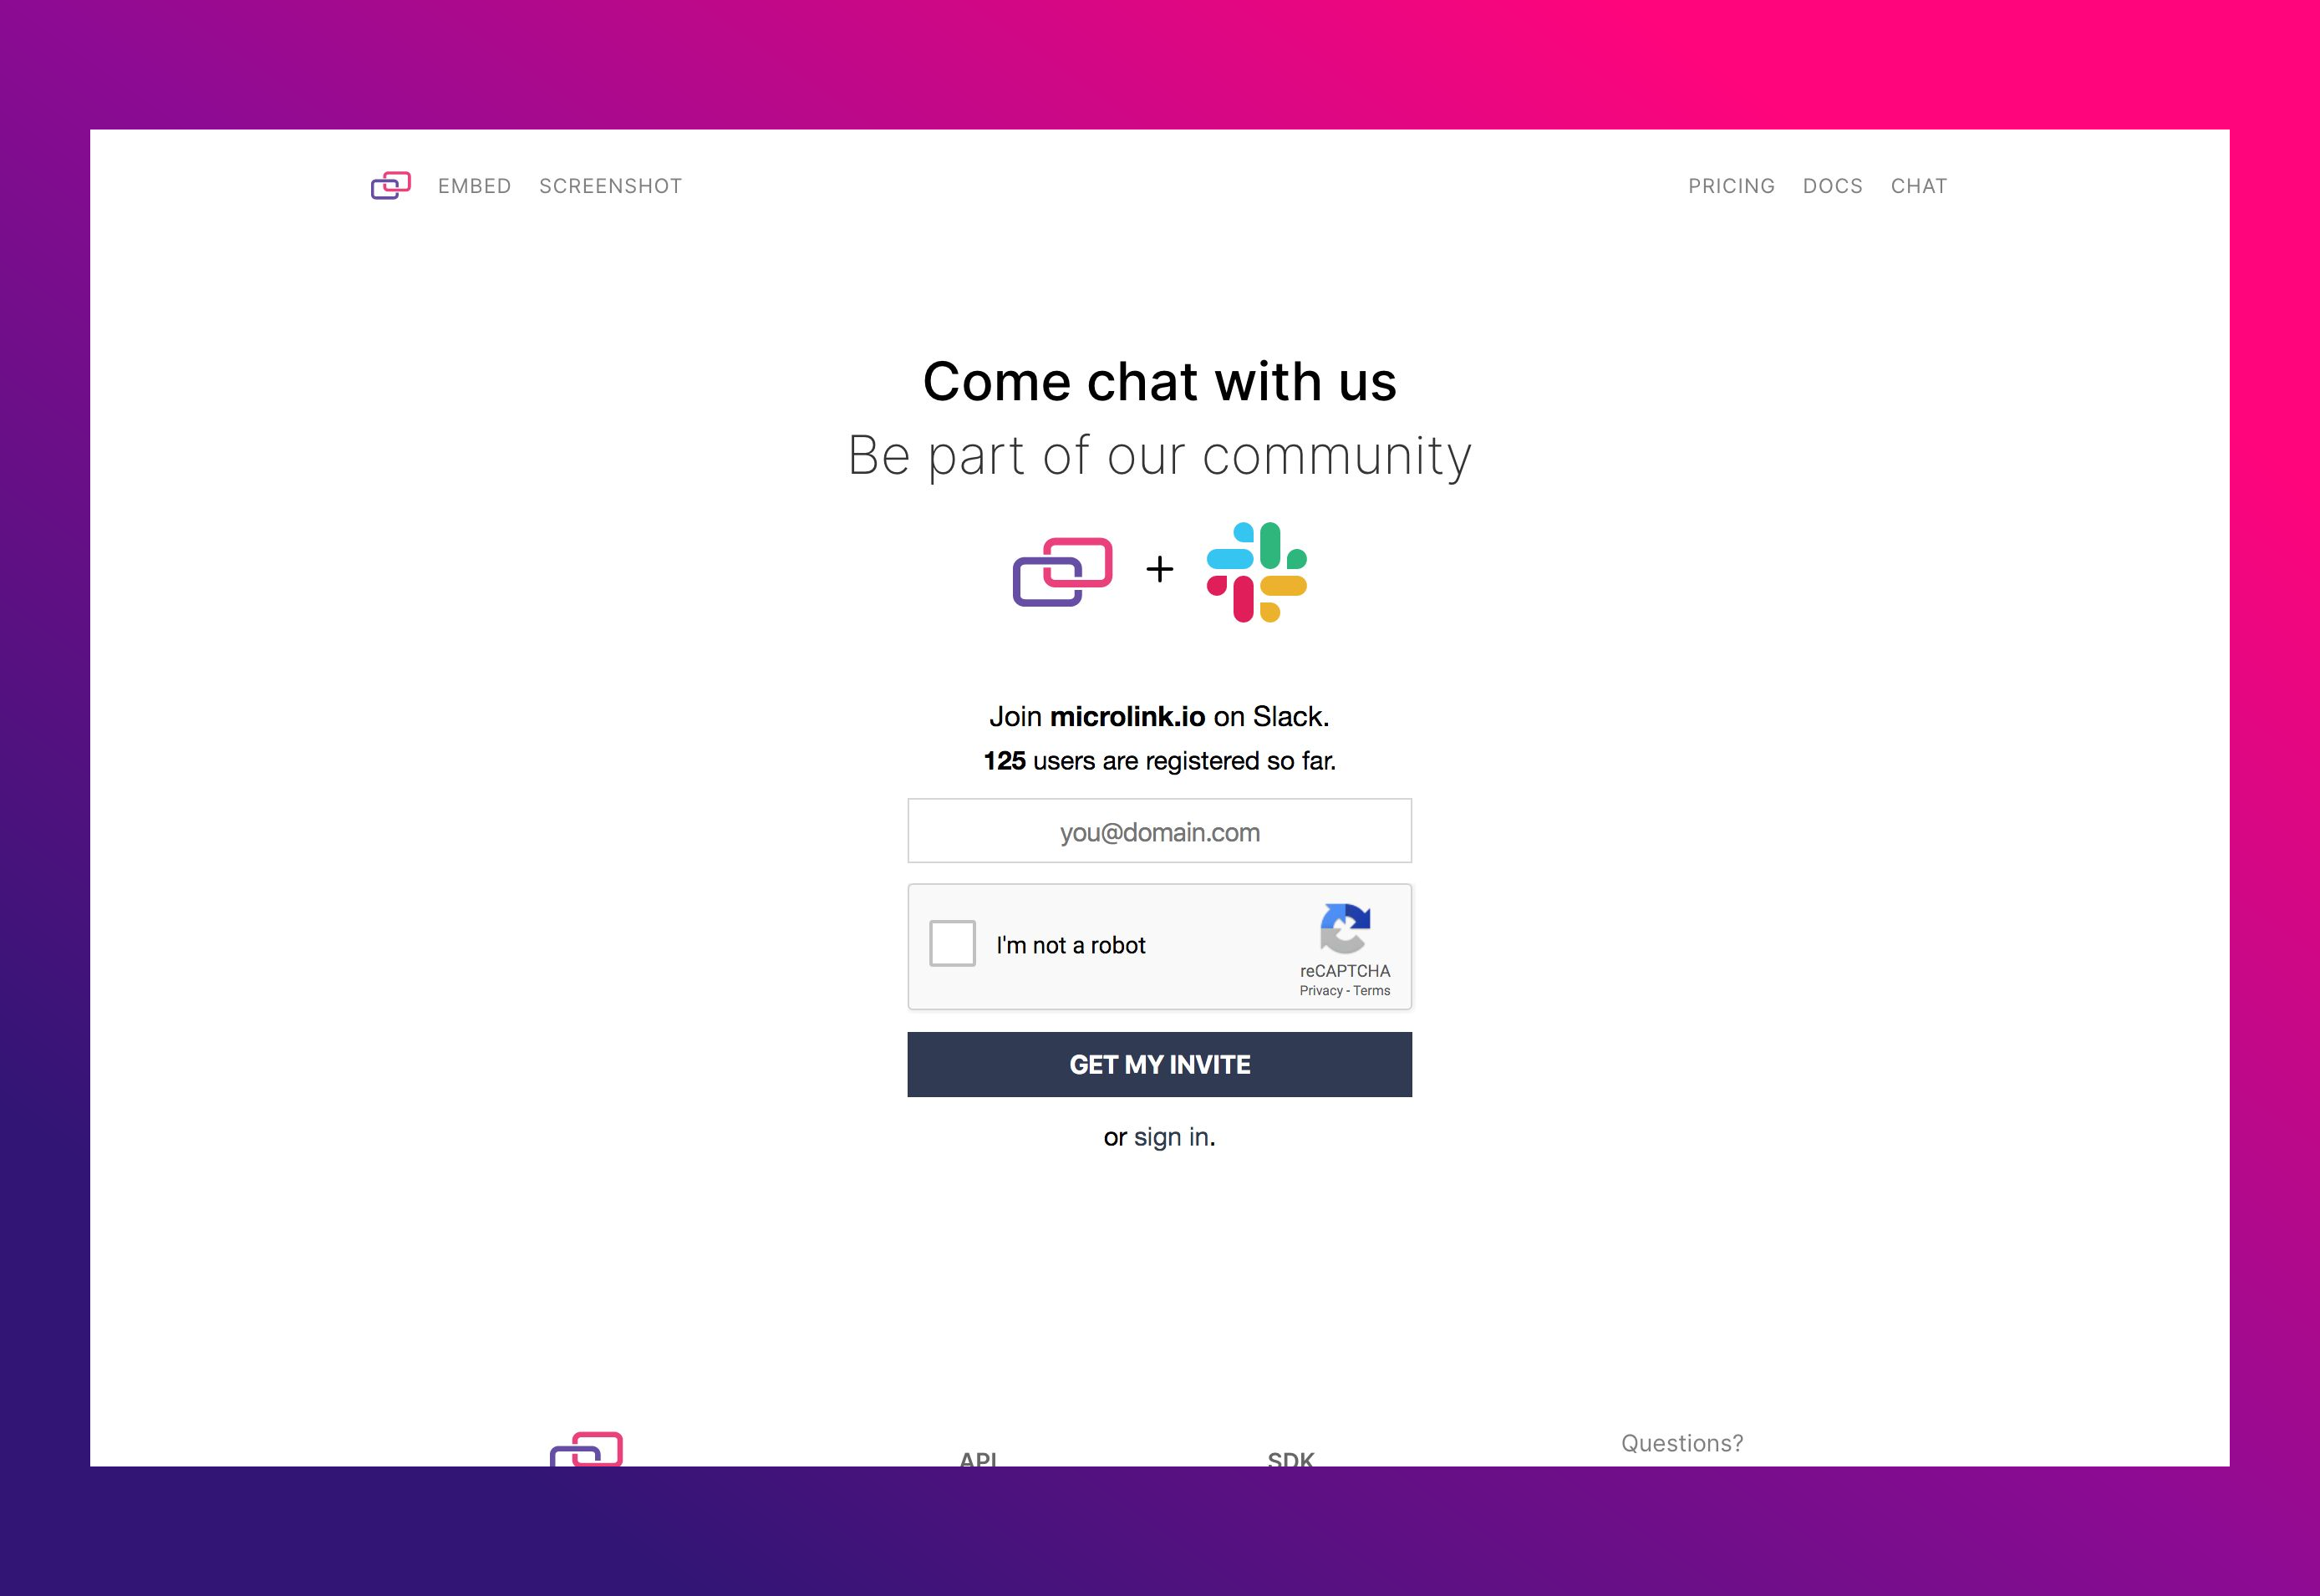 EMBED SCREENSHOT PRICING DOCS CHAT
Come chat with us
Be part of our community
+
Join microlink.io on Slack.
125 users are registered so far.
you@domain.com
I'm not a robot
reCAPTCHA
Privacy - Terms
GET MY INVITE
or sign in.
Questions?
API SDK